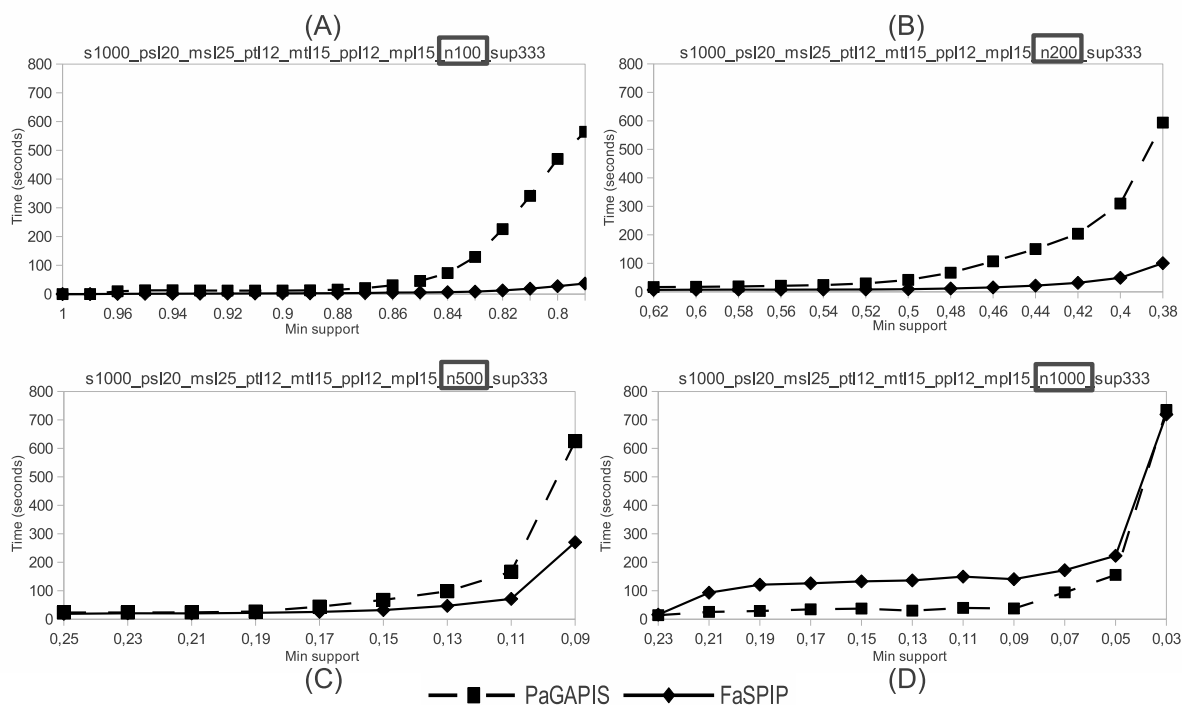 (A)
s1000_psl20_msl25_ptl12_mtl15_ppl12_mpl15_n100_sup333
800
700
600
500
400
300
200
100
0
Time (seconds)
1 0.96 0.94 0.92 0.9 0.88 0.86 0.84 0.82 0.8
Min support
(B)
s1000_psl20_msl25_ptl12_mtl15_ppl12_mpl15_n200_sup333
800
700
600
500
400
300
200
100
0
Time (seconds)
0,62 0,6 0,58 0,56 0,54 0,52 0,5 0,48 0,46 0,44 0,42 0,4 0,38
Min support
s1000_psl20_msl25_ptl12_mtl15_ppl12_mpl15_n500_sup333
800
700
600
500
400
300
200
100
0
Time (seconds)
0,25 0,23 0,21 0,19 0,17 0,15 0,13 0,11 0,09
Min support
(C)
s1000_psl20_msl25_ptl12_mtl15_ppl12_mpl15_n1000_sup333
800
700
600
500
400
300
200
100
0
Time (seconds)
0,23 0,21 0,19 0,17 0,15 0,13 0,11 0,09 0,07 0,05 0,03
Min support
(D)
PaGAPIS FaSPIP